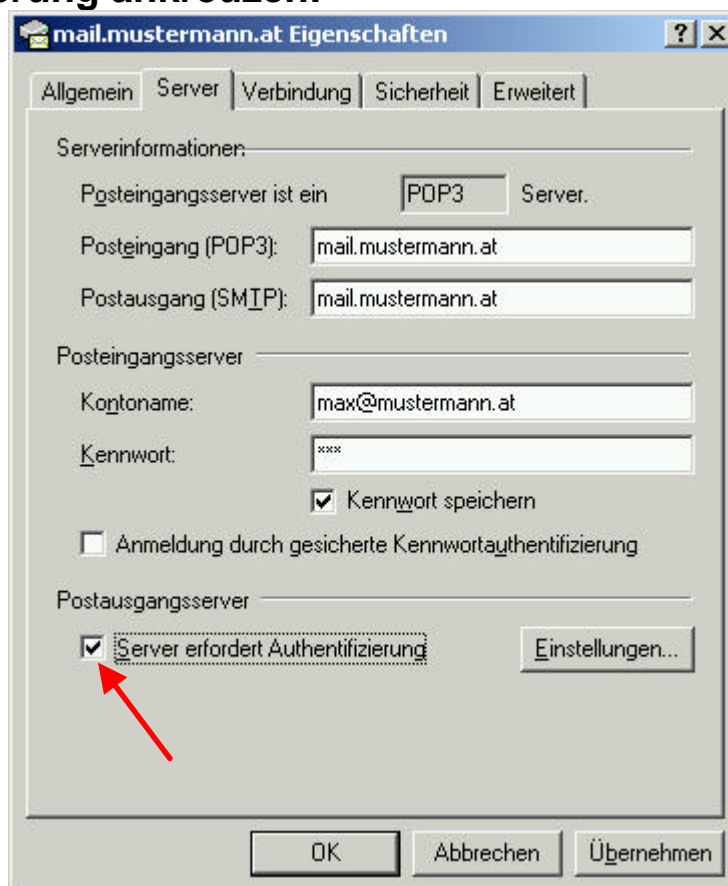 ankreuzen.
mail.mustermann.at Eigenschaften
Allgemein Server Verbindung Sicherheit Erweitert
Serverinformationen:
Posteingangsserver ist ein POP3 Server.
Posteingang (POP3): mail.mustermann.at
Postausgang (SMTP): mail.mustermann.at
Posteingangsserver
Kontoname: max@mustermann.at
Kennwort: ***
Kennwort speichern
Anmeldung durch gesicherte Kennwortauthentifizierung
Postausgangsserver
Server erfordert Authentifizierung Einstellungen...
OK Abbrechen Übernehmen